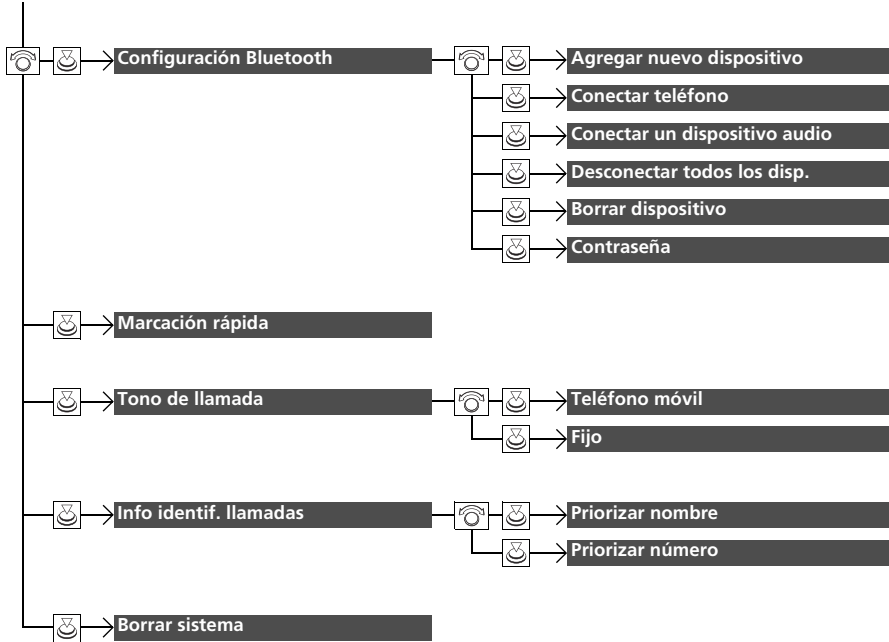 Configuración Bluetooth
Agregar nuevo dispositivo
Conectar teléfono
Conectar un dispositivo audio
Desconectar todos los disp.
Borrar dispositivo
Contraseña
Marcación rápida
Tono de llamada
Teléfono móvil
Fijo
Info identif. llamadas
Priorizar nombre
Priorizar número
Borrar sistema